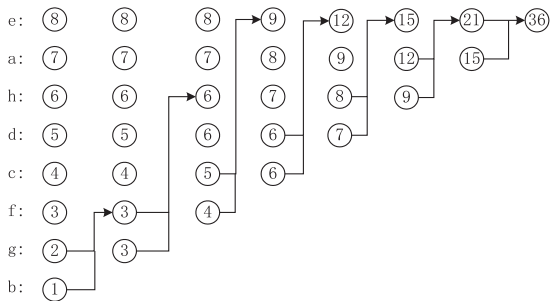 e: 8 8 8 9 12 15 21 36
a: 7 7 7 8 9 12 15
h: 6 6 6 7 8 9
d: 5 5 6 6 7
c: 4 4 5 6
f: 3 3 4
g: 2 3
b: 1